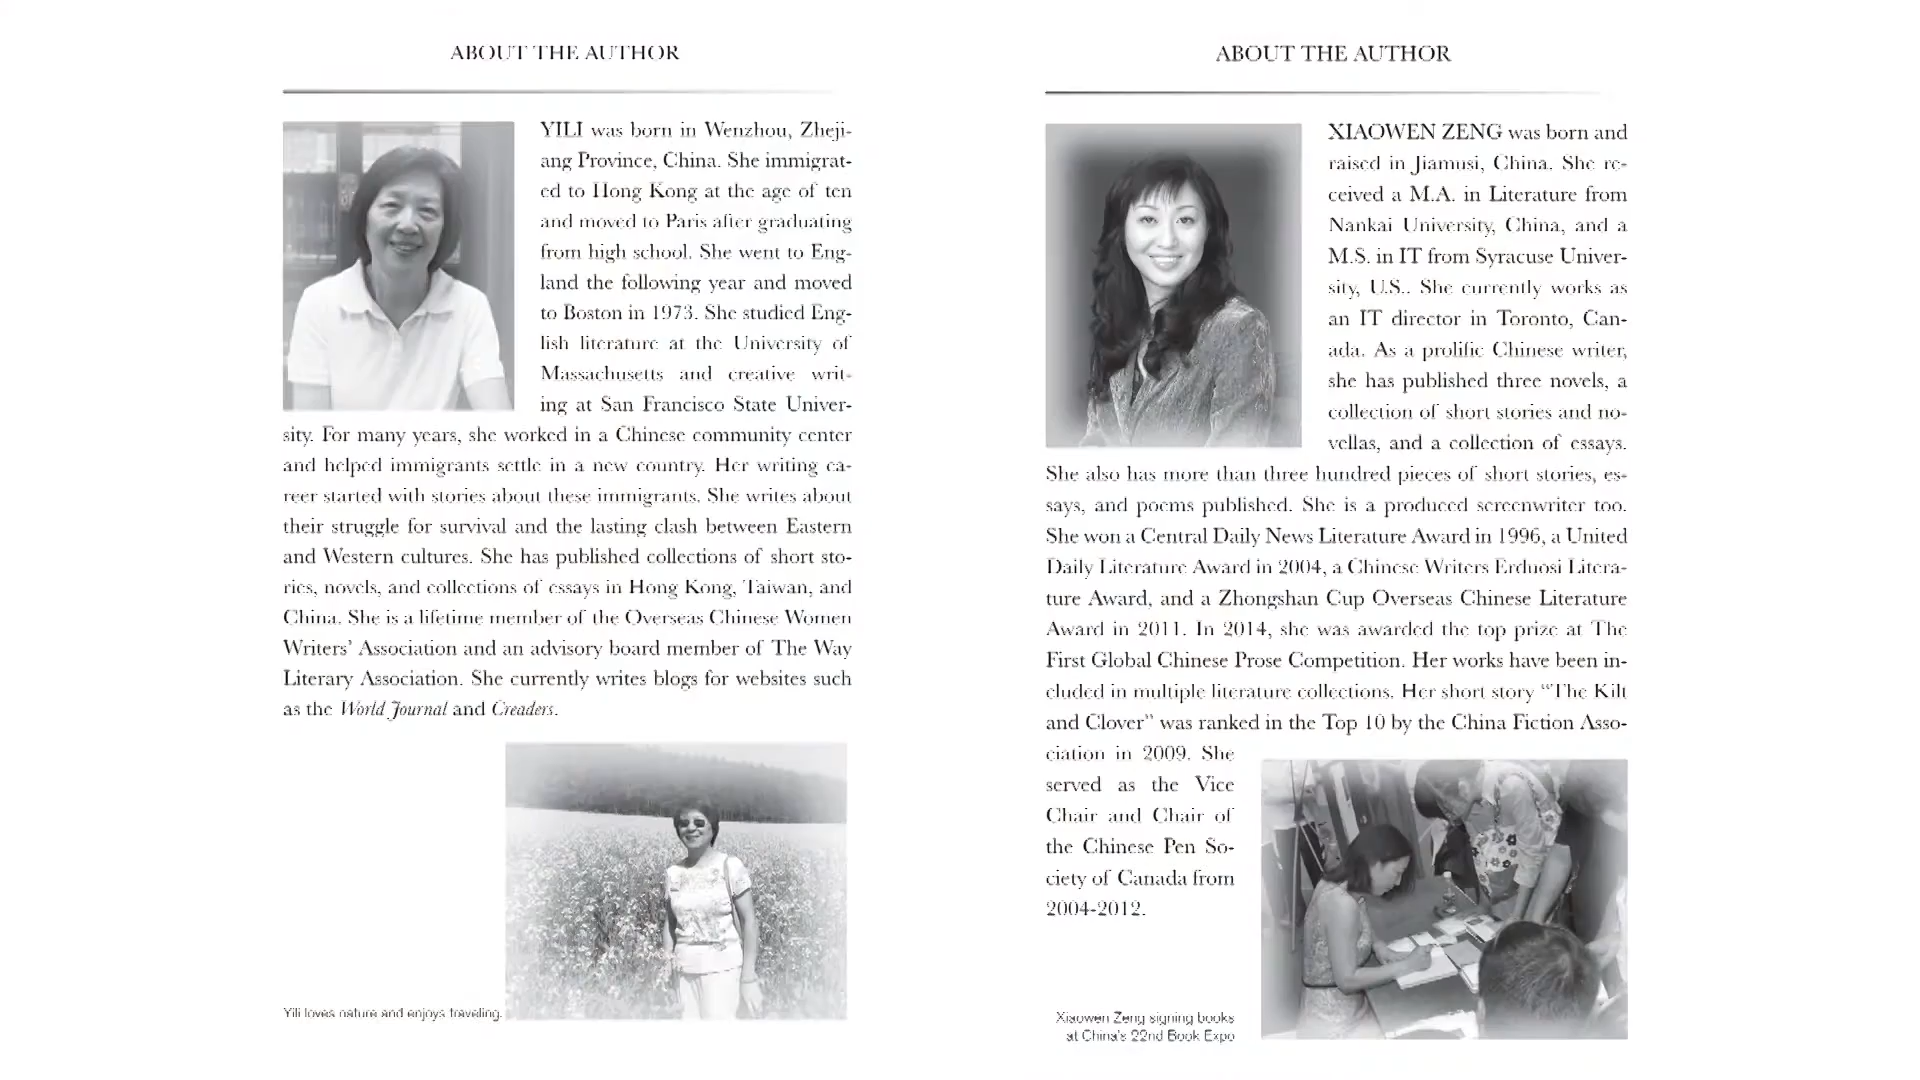 ABOUT THE AUTHOR
YILI was born in Wenzhou, Zheji-
ang Province, China. She immigrat-
ed to Hong Kong at the age of ten
and moved to Paris after graduating
from high school. She went to Eng-
land the following year and moved
to Boston in 1973. She studied Eng-
lish literature at the University of
Massachusetts and creative writ-
ing at San Francisco State Univer-
sity. For many years, she worked in a Chinese community center
and helped immigrants settle in a new country. Her writing ca-
reer started with stories about these immigrants. She writes about
their struggle for survival and the lasting clash between Eastern
and Western cultures. She has published collections of short sto-
ries, novels, and collections of essays in Hong Kong, Taiwan, and
China. She is a lifetime member of the Overseas Chinese Women
Writers' Association and an advisory board member of The Way
Literary Association. She currently writes blogs for websites such
as the World Journal and Creaders.
Yili loves nature and enjoys traveling.
ABOUT THE AUTHOR
XIAOWEN ZENG was born and
raised in Jiamusi, China. She re-
ceived a M.A. in Literature from
Nankai University, China, and a
M.S. in IT from Syracuse Univer-
sity, U.S.. She currently works as
an IT director in Toronto, Can-
ada. As a prolific Chinese writer,
she has published three novels, a
collection of short stories and no-
vellas, and a collection of essays.
She also has more than three hundred pieces of short stories, es-
says, and poems published. She is a produced screenwriter too.
She won a Central Daily News Literature Award in 1996, a United
Daily Literature Award in 2004, a Chinese Writers Erduosi Litera-
ture Award, and a Zhongshan Cup Overseas Chinese Literature
Award in 2011. In 2014, she was awarded the top prize at The
First Global Chinese Prose Competition. Her works have been in-
cluded in multiple literature collections. Her short story "The Kilt
and Clover" was ranked in the Top 10 by the China Fiction Asso-
ciation in 2009. She
served as the Vice
Chair and Chair of
the Chinese Pen So-
ciety of Canada from
2004-2012.
Xiaowen Zeng signing books
at China's 22nd Book Expo